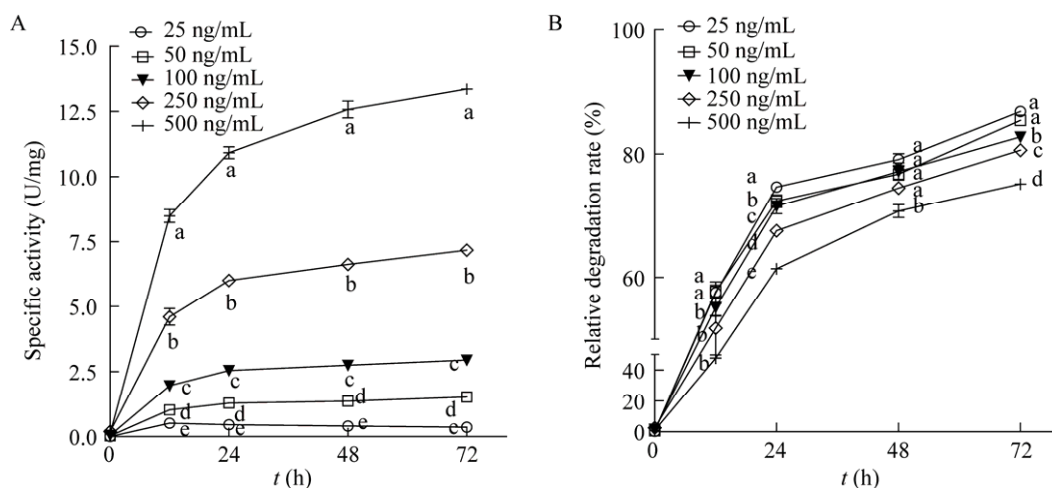 A
25 ng/mL
50 ng/mL
100 ng/mL
250 ng/mL
500 ng/mL
15.0
12.5
10.0
7.5
5.0
2.5
0.0
Specific activity (U/mg)
a
a
a
a
b
b
b
b
c
c
c
c
d
d
d
d
e
e
e
e
0
24
48
72
t (h)
B
25 ng/mL
50 ng/mL
100 ng/mL
250 ng/mL
500 ng/mL
100
80
60
40
20
0
Relative degradation rate (%)
a
a
b
b
b
a
b
c
d
e
a
a
a
a
b
a
a
b
c
d
0
24
48
72
t (h)